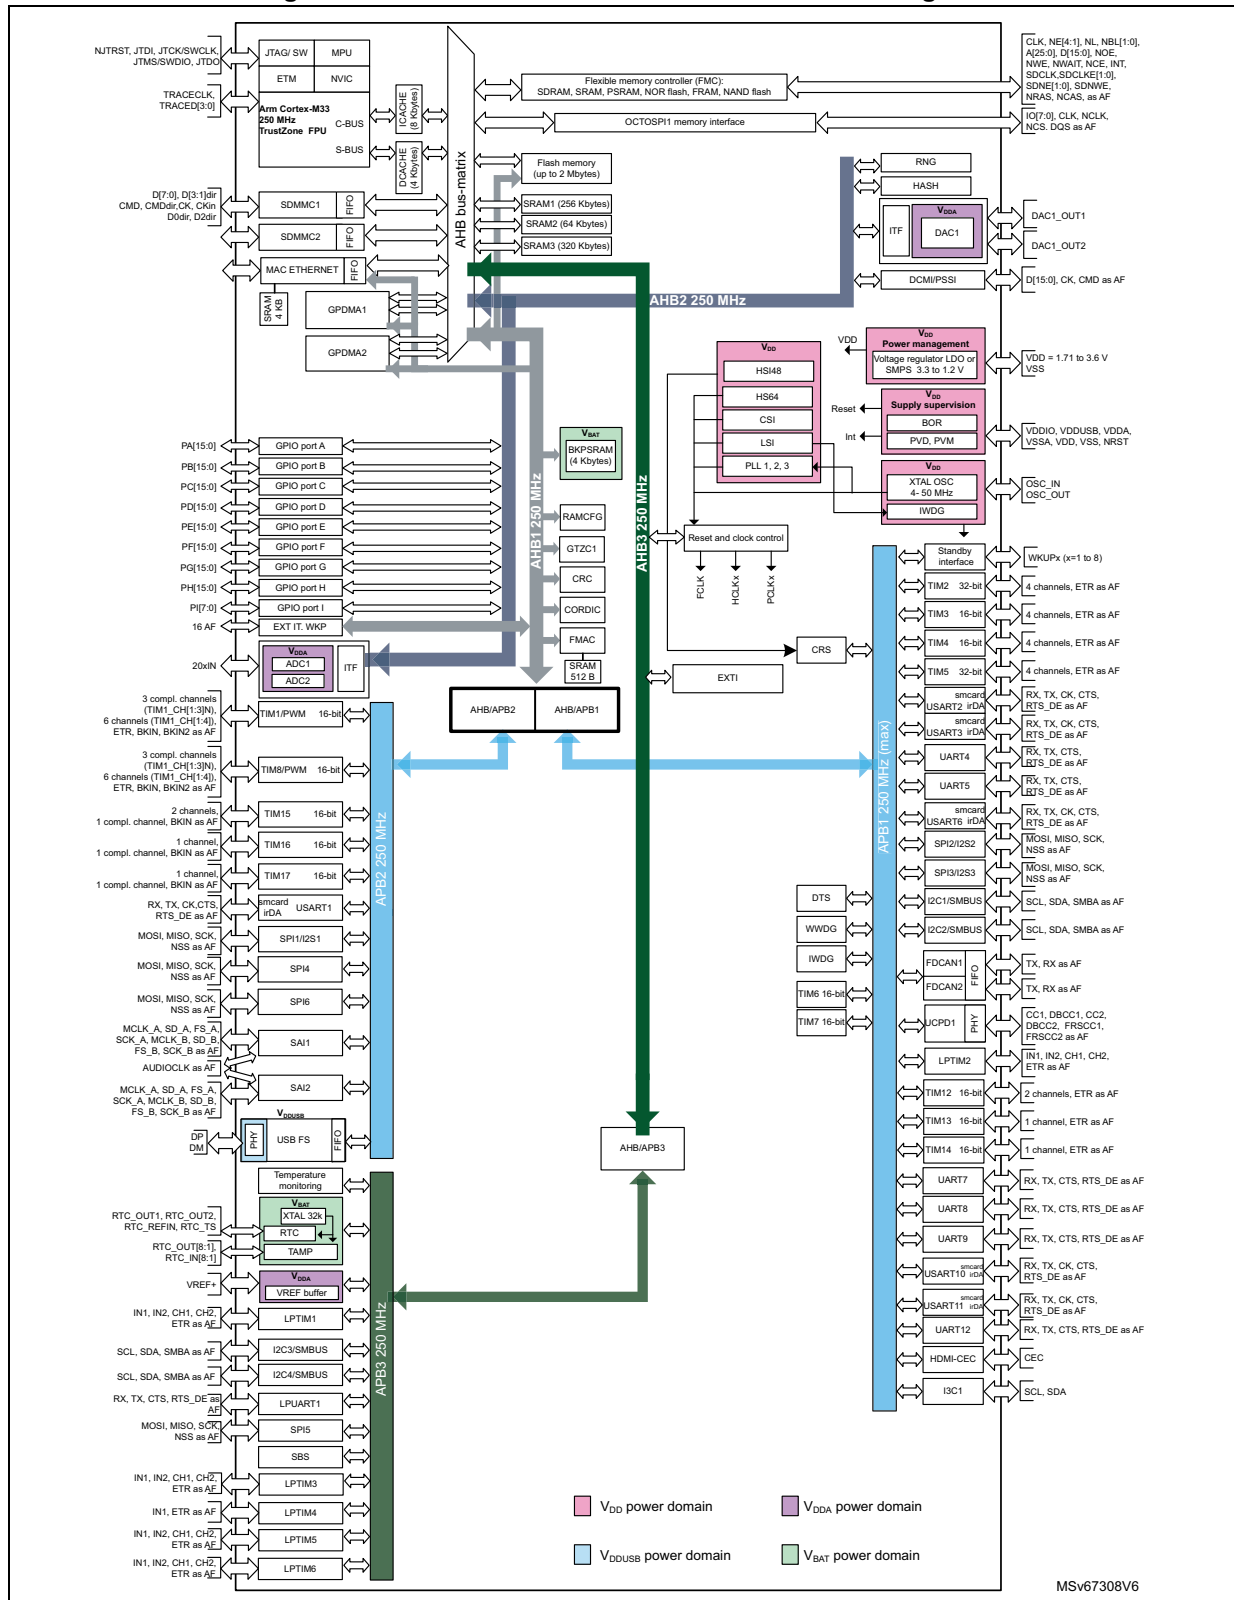 NJTRST, JTDI, JTCK/SWCLK,
JTMS/SWDIO, JTDO
TRACECLK,
TRACED[3:0]
JTAG/ SW
MPU
ETM
NVIC
Arm Cortex-M33
250 MHz
TrustZone FPU
C-BUS
S-BUS
ICACHE
(8 Kbytes)
DCACHE
(4 Kbytes)
AHB bus-matrix
Flexible memory controller (FMC):
SDRAM, SRAM, PSRAM, NOR flash, FRAM, NAND flash
OCTOSPI1 memory interface
CLK, NE[4:1], NL, NBL[1:0],
A[25:0], D[15:0], NOE,
NWE, NWAIT, NCE, INT,
SDCLK,SDCLKE[1:0],
SDNE[1:0], SDNWE,
NRAS, NCAS, as AF
IO[7:0], CLK, NCLK,
NCS. DQS as AF
Flash memory
(up to 2 Mbytes)
SRAM1 (256 Kbytes)
SRAM2 (64 Kbytes)
SRAM3 (320 Kbytes)
RNG
HASH
VDDA
ITF
DAC1
DAC1_OUT1
DAC1_OUT2
DCMI/PSSI
D[15:0], CK, CMD as AF
AHB2 250 MHz
D[7:0], D[3:1]dir
CMD, CMDdir,CK, CKin
D0dir, D2dir
SDMMC1
FIFO
SDMMC2
FIFO
MAC ETHERNET
FIFO
SRAM
4 KB
GPDMA1
GPDMA2
VDD
HSI48
HS64
CSI
LSI
PLL 1, 2, 3
VDD
VDD
Power management
Voltage regulator LDO or
SMPS 3.3 to 1.2 V
VDD = 1.71 to 3.6 V
VSS
VDD
Supply supervision
Reset
BOR
Int
PVD, PVM
VDDIO, VDDUSB, VDDA,
VSSA, VDD, VSS, NRST
VDD
XTAL OSC
4- 50 MHz
IWDG
OSC_IN
OSC_OUT
PA[15:0]
GPIO port A
PB[15:0]
GPIO port B
PC[15:0]
GPIO port C
PD[15:0]
GPIO port D
PE[15:0]
GPIO port E
PF[15:0]
GPIO port F
PG[15:0]
GPIO port G
PH[15:0]
GPIO port H
PI[7:0]
GPIO port I
16 AF
EXT IT. WKP
20xIN
VDDA
ADC1
ADC2
ITF
AHB1 250 MHz
VBAT
BKPSRAM
(4 Kbytes)
RAMCFG
GTZC1
CRC
CORDIC
FMAC
SRAM
512 B
AHB3 250 MHz
Reset and clock control
FCLK
HCLKx
PCLKx
CRS
EXTI
AHB/APB2
AHB/APB1
3 compl. channels
(TIM1_CH[1:3]N),
6 channels (TIM1_CH[1:4]),
ETR, BKIN, BKIN2 as AF
TIM1/PWM 16-bit
3 compl. channels
(TIM1_CH[1:3]N),
6 channels (TIM1_CH[1:4]),
ETR, BKIN, BKIN2 as AF
TIM8/PWM 16-bit
2 channels,
1 compl. channel, BKIN as AF
TIM15 16-bit
1 channel,
1 compl. channel, BKIN as AF
TIM16 16-bit
1 channel,
1 compl. channel, BKIN as AF
TIM17 16-bit
RX, TX, CK,CTS,
RTS_DE as AF
smcard
irDA
USART1
MOSI, MISO, SCK,
NSS as AF
SPI1/I2S1
MOSI, MISO, SCK,
NSS as AF
SPI4
MOSI, MISO, SCK,
NSS as AF
SPI6
MCLK_A, SD_A, FS_A,
SCK_A, MCLK_B, SD_B,
FS_B, SCK_B as AF
SAI1
AUDIOCLK as AF
MCLK_A, SD_A, FS_A,
SCK_A, MCLK_B, SD_B,
FS_B, SCK_B as AF
SAI2
VDDUSB
DP
DM
PHY
USB FS
FIFO
APB2 250 MHz
Temperature
monitoring
VBAT
XTAL 32k
RTC
TAMP
RTC_OUT1, RTC_OUT2,
RTC_REFIN, RTC_TS
RTC_OUT[8:1],
RTC_IN[8:1]
VREF+
VDDA
VREF buffer
IN1, IN2, CH1, CH2,
ETR as AF
LPTIM1
SCL, SDA, SMBA as AF
I2C3/SMBUS
SCL, SDA, SMBA as AF
I2C4/SMBUS
RX, TX, CTS, RTS_DE as
AF
LPUART1
MOSI, MISO, SCK,
NSS as AF
SPI5
SBS
IN1, IN2, CH1, CH2,
ETR as AF
LPTIM3
IN1, ETR as AF
LPTIM4
IN1, IN2, CH1, CH2,
ETR as AF
LPTIM5
IN1, IN2, CH1, CH2,
ETR as AF
LPTIM6
APB3 250 MHz
AHB/APB3
DTS
WWDG
IWDG
TIM6 16-bit
TIM7 16-bit
APB1 250 MHz (max)
Standby
interface
WKUPx (x=1 to 8)
TIM2 32-bit
4 channels, ETR as AF
TIM3 16-bit
4 channels, ETR as AF
TIM4 16-bit
4 channels, ETR as AF
TIM5 32-bit
4 channels, ETR as AF
smcard
USART2 irDA
RX, TX, CK, CTS,
RTS_DE as AF
smcard
USART3 irDA
RX, TX, CK, CTS,
RTS_DE as AF
UART4
RX, TX, CTS,
RTS_DE as AF
UART5
RX, TX, CTS,
RTS_DE as AF
smcard
USART6 irDA
RX, TX, CK, CTS,
RTS_DE as AF
SPI2/I2S2
MOSI, MISO, SCK,
NSS as AF
SPI3/I2S3
MOSI, MISO, SCK,
NSS as AF
I2C1/SMBUS
SCL, SDA, SMBA as AF
I2C2/SMBUS
SCL, SDA, SMBA as AF
FDCAN1
FDCAN2
FIFO
TX, RX as AF
TX, RX as AF
UCPD1
PHY
CC1, DBCC1, CC2,
DBCC2, FRSCC1,
FRSCC2 as AF
LPTIM2
IN1, IN2, CH1, CH2,
ETR as AF
TIM12 16-bit
2 channels, ETR as AF
TIM13 16-bit
1 channel, ETR as AF
TIM14 16-bit
1 channel, ETR as AF
UART7
RX, TX, CTS, RTS_DE as AF
UART8
RX, TX, CTS, RTS_DE as AF
UART9
RX, TX, CTS, RTS_DE as AF
smcard
USART10 irDA
RX, TX, CK, CTS,
RTS_DE as AF
smcard
USART11 irDA
RX, TX, CK, CTS,
RTS_DE as AF
UART12
RX, TX, CTS, RTS_DE as AF
HDMI-CEC
CEC
I3C1
SCL, SDA
VDD power domain
VDDA power domain
VDDUSB power domain
VBAT power domain
MSv67308V6